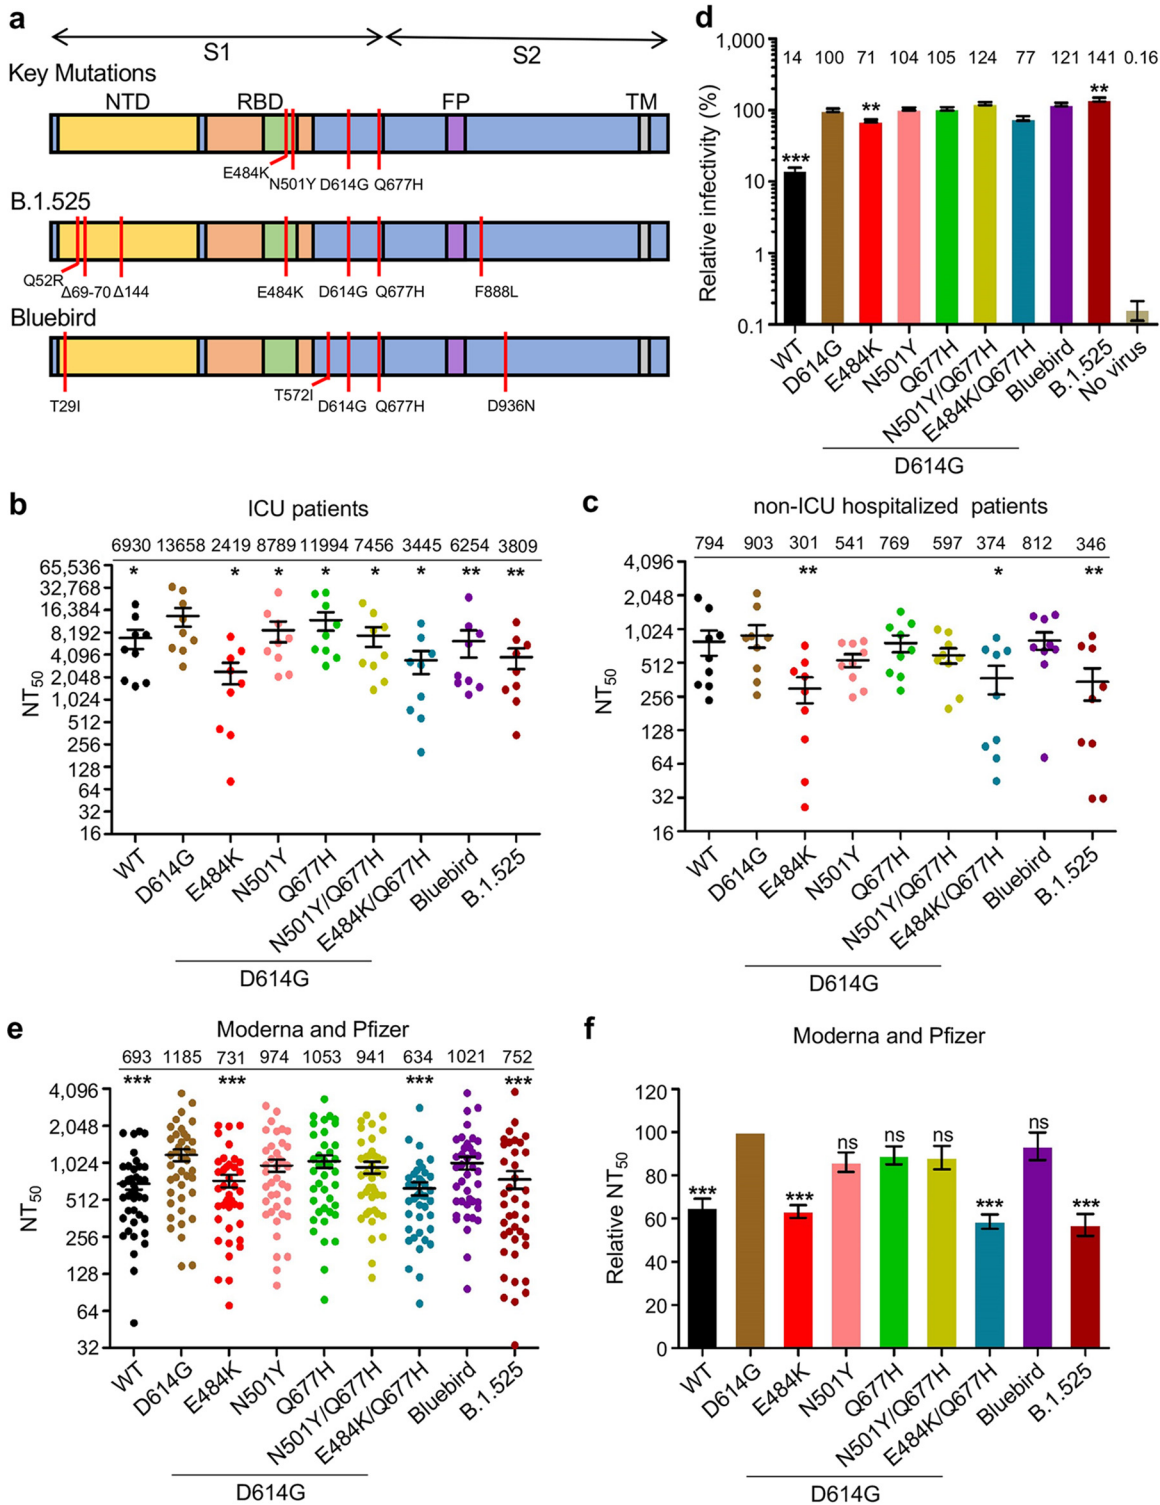 a
S1
S2
Key Mutations
NTD
RBD
FP
TM
E484K
N501Y
D614G
Q677H
B.1.525
Q52R
Δ69-70
Δ144
E484K
D614G
Q677H
F888L
Bluebird
T29I
T572I
D614G
Q677H
D936N
d
14 100 71 104 105 124 77 121 141 0.16
Relative infectivity (%)
1,000
100
10
1
0.1
***
**
**
WT
D614G
E484K
N501Y
Q677H
N501Y/Q677H
E484K/Q677H
Bluebird
B.1.525
No virus
D614G
b
ICU patients
6930 13658 2419 8789 11994 7456 3445 6254 3809
* * * * * * ** **
NT50
65,536
32,768
16,384
8,192
4,096
2,048
1,024
512
256
128
64
32
16
WT
D614G
E484K
N501Y
Q677H
N501Y/Q677H
E484K/Q677H
Bluebird
B.1.525
D614G
c
non-ICU hospitalized patients
794 903 301 541 769 597 374 812 346
** * **
NT50
4,096
2,048
1,024
512
256
128
64
32
16
WT
D614G
E484K
N501Y
Q677H
N501Y/Q677H
E484K/Q677H
Bluebird
B.1.525
D614G
e
Moderna and Pfizer
693 1185 731 974 1053 941 634 1021 752
*** *** *** ***
NT50
4,096
2,048
1,024
512
256
128
64
32
WT
D614G
E484K
N501Y
Q677H
N501Y/Q677H
E484K/Q677H
Bluebird
B.1.525
D614G
f
Moderna and Pfizer
Relative NT50
120
100
80
60
40
20
0
*** *** ns ns ns *** ns ***
WT
D614G
E484K
N501Y
Q677H
N501Y/Q677H
E484K/Q677H
Bluebird
B.1.525
D614G